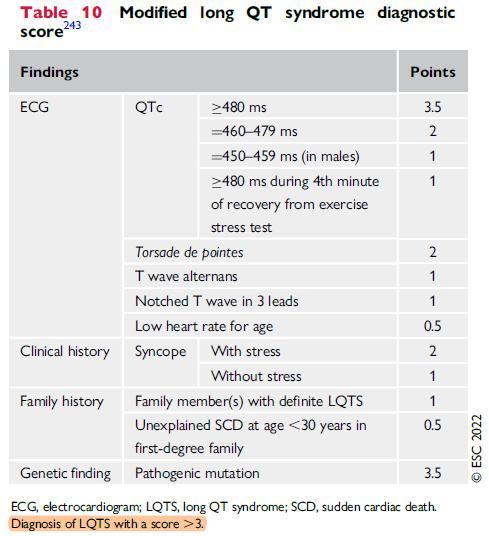 Table 10 Modified long QT syndrome diagnostic
score243
Findings Points
ECG QTc ≥480 ms 3.5
=460–479 ms 2
=450–459 ms (in males) 1
≥480 ms during 4th minute 1
of recovery from exercise
stress test
Torsade de pointes 2
T wave alternans 1
Notched T wave in 3 leads 1
Low heart rate for age 0.5
Clinical history Syncope With stress 2
Without stress 1
Family history Family member(s) with definite LQTS 1
Unexplained SCD at age <30 years in 0.5
first-degree family
Genetic finding Pathogenic mutation 3.5
© ESC 2022
ECG, electrocardiogram; LQTS, long QT syndrome; SCD, sudden cardiac death.
Diagnosis of LQTS with a score >3.